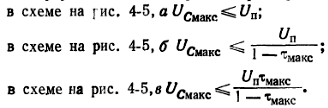 в схеме на рис. 4-5, а U_Cмакс ⩽ U_п;
в схеме на рис. 4-5, б U_Cмакс ⩽ U_п / (1 − τ_макс);
в схеме на рис. 4-5, в U_Cмакс ⩽ U_п τ_макс / (1 − τ_макс).